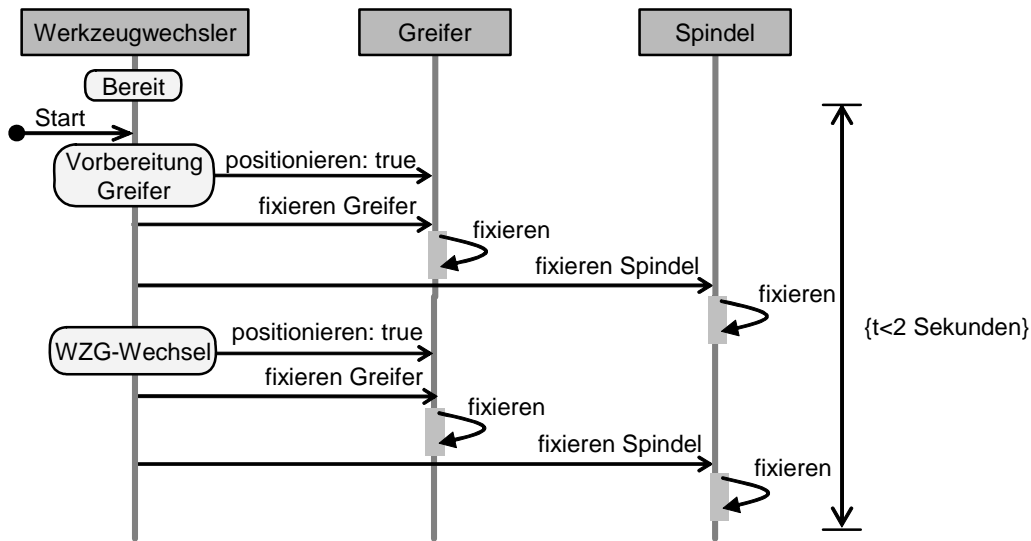 Werkzeugwechsler
Greifer
Spindel
Bereit
Start
Vorbereitung
Greifer
positionieren: true
fixieren Greifer
fixieren
fixieren Spindel
fixieren
{t<2 Sekunden}
WZG-Wechsel
positionieren: true
fixieren Greifer
fixieren
fixieren Spindel
fixieren